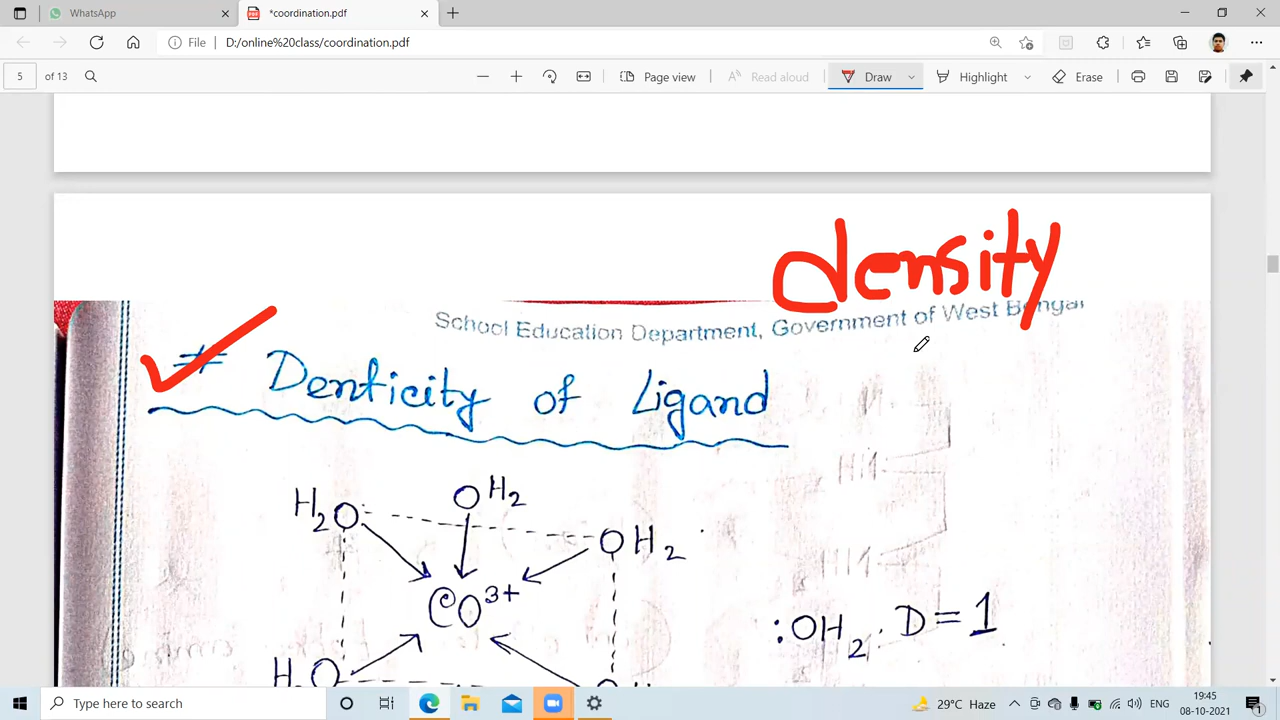 WhatsApp
*coordination.pdf
File D:/online%20class/coordination.pdf
5 of 13
Page view
Read aloud
Draw
Highlight
Erase
density
School Education Department, Government of West Bengal
# Denticity of Ligand
H2O OH2 OH2
CO3+
:OH2. D = 1
H2O
Type here to search
29°C Haze
ENG
19:45
08-10-2021
1